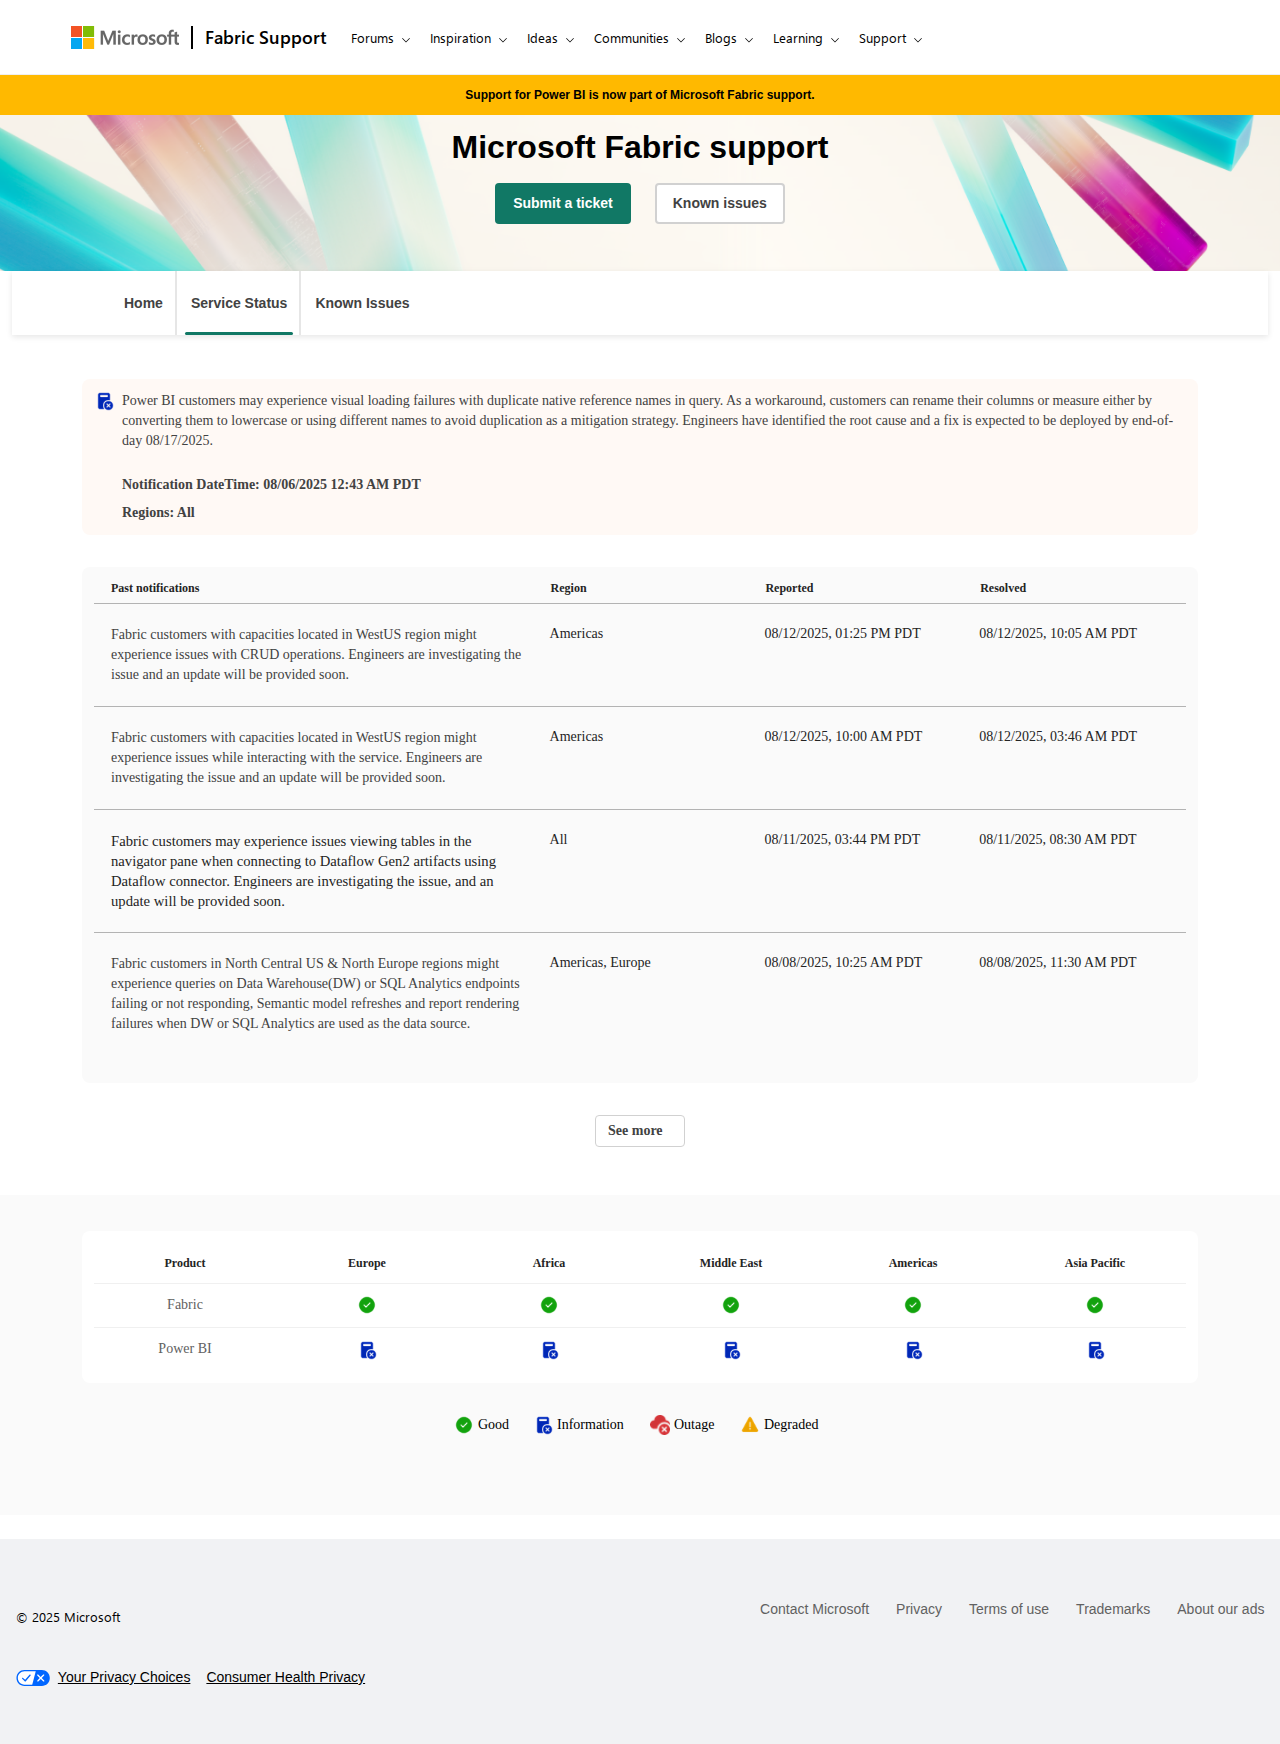 Microsoft Fabric Support Forums Inspiration Ideas Communities Blogs Learning Support
Support for Power BI is now part of Microsoft Fabric support.
Microsoft Fabric support
Submit a ticket Known issues
Home Service Status Known Issues
Power BI customers may experience visual loading failures with duplicate native reference names in query. As a workaround, customers can rename their columns or measure either by
converting them to lowercase or using different names to avoid duplication as a mitigation strategy. Engineers have identified the root cause and a fix is expected to be deployed by end-of-
day 08/17/2025.
Notification DateTime: 08/06/2025 12:43 AM PDT
Regions: All
Past notifications Region Reported Resolved
Fabric customers with capacities located in WestUS region might Americas 08/12/2025, 01:25 PM PDT 08/12/2025, 10:05 AM PDT
experience issues with CRUD operations. Engineers are investigating the
issue and an update will be provided soon.
Fabric customers with capacities located in WestUS region might Americas 08/12/2025, 10:00 AM PDT 08/12/2025, 03:46 AM PDT
experience issues while interacting with the service. Engineers are
investigating the issue and an update will be provided soon.
Fabric customers may experience issues viewing tables in the All 08/11/2025, 03:44 PM PDT 08/11/2025, 08:30 AM PDT
navigator pane when connecting to Dataflow Gen2 artifacts using
Dataflow connector. Engineers are investigating the issue, and an
update will be provided soon.
Fabric customers in North Central US & North Europe regions might Americas, Europe 08/08/2025, 10:25 AM PDT 08/08/2025, 11:30 AM PDT
experience queries on Data Warehouse(DW) or SQL Analytics endpoints
failing or not responding, Semantic model refreshes and report rendering
failures when DW or SQL Analytics are used as the data source.
See more
Product Europe Africa Middle East Americas Asia Pacific
Fabric
Power BI
Good Information Outage Degraded
© 2025 Microsoft Contact Microsoft Privacy Terms of use Trademarks About our ads
Your Privacy Choices Consumer Health Privacy